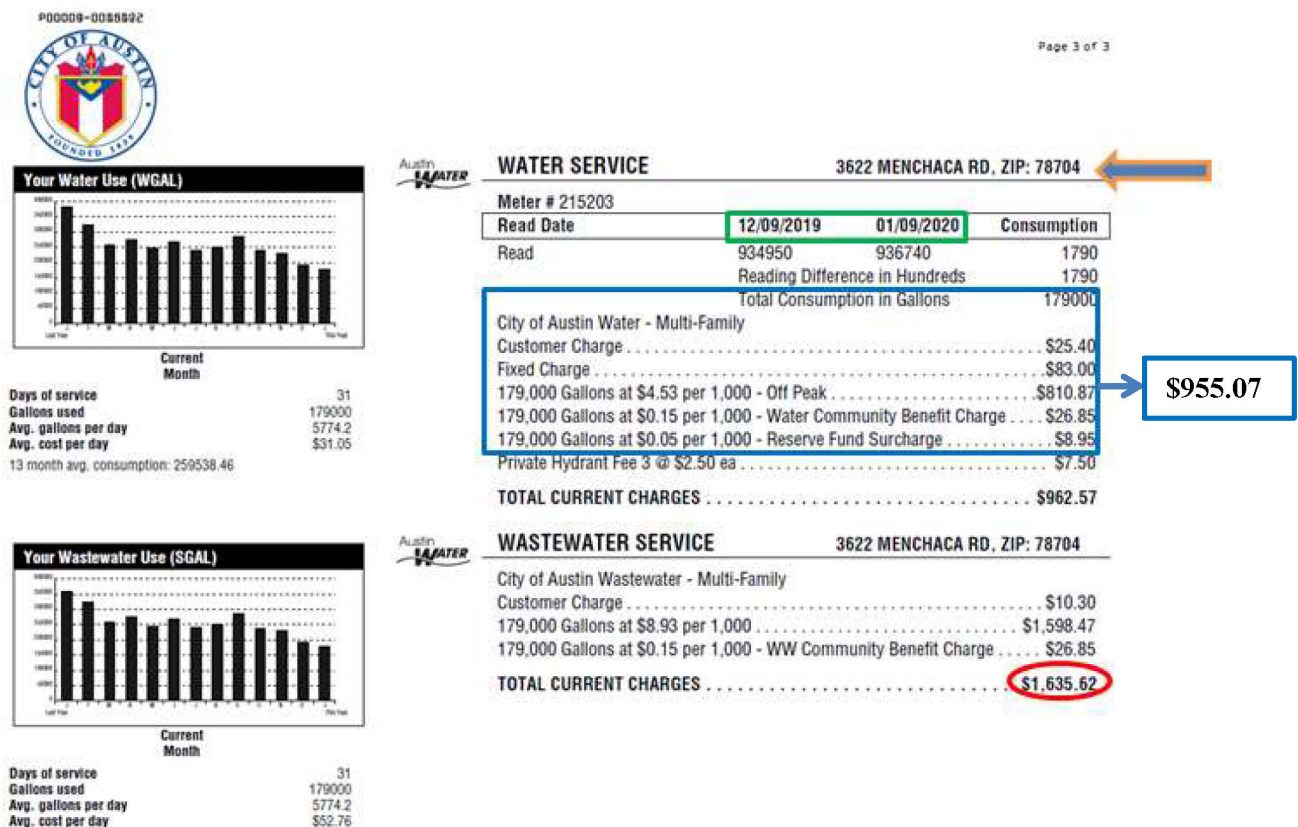 P00009-0085892
Page 3 of 3
CITY OF AUSTIN
FOUNDED 1839
Your Water Use (WGAL)
Last Year
This Year
Current
Month
Days of service 31
Gallons used 179000
Avg. gallons per day 5774.2
Avg. cost per day $31.05
13 month avg. consumption: 259538.46
Austin WATER
WATER SERVICE 3622 MENCHACA RD, ZIP: 78704
Meter # 215203
Read Date 12/09/2019 01/09/2020 Consumption
Read 934950 936740 1790
Reading Difference in Hundreds 1790
Total Consumption in Gallons 179000
City of Austin Water - Multi-Family
Customer Charge . . . . $25.40
Fixed Charge . . . . $83.00
179,000 Gallons at $4.53 per 1,000 - Off Peak . . . . $810.87
179,000 Gallons at $0.15 per 1,000 - Water Community Benefit Charge . . . . $26.85
179,000 Gallons at $0.05 per 1,000 - Reserve Fund Surcharge . . . . $8.95
Private Hydrant Fee 3 @ $2.50 ea . . . . $7.50
TOTAL CURRENT CHARGES . . . . $962.57
$955.07
Your Wastewater Use (SGAL)
Last Year
This Year
Current
Month
Days of service 31
Gallons used 179000
Avg. gallons per day 5774.2
Avg. cost per day $52.76
Austin WATER
WASTEWATER SERVICE 3622 MENCHACA RD, ZIP: 78704
City of Austin Wastewater - Multi-Family
Customer Charge . . . . $10.30
179,000 Gallons at $8.93 per 1,000 . . . . $1,598.47
179,000 Gallons at $0.15 per 1,000 - WW Community Benefit Charge . . . . $26.85
TOTAL CURRENT CHARGES . . . . $1,635.62